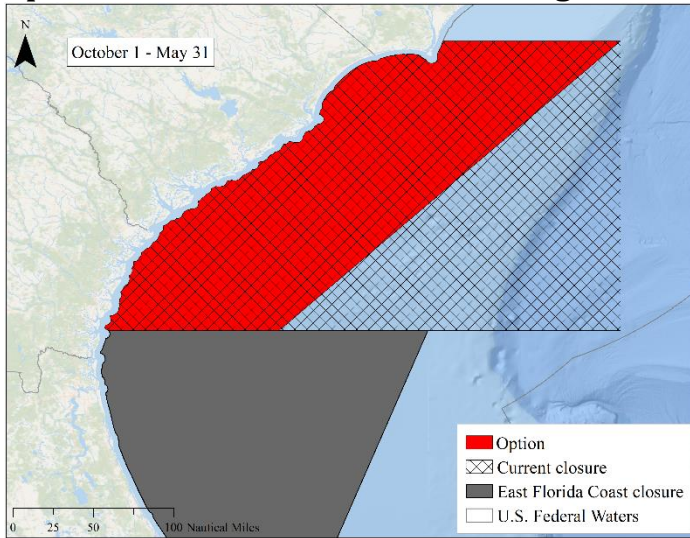 N
October 1 - May 31
Option
Current closure
East Florida Coast closure
U.S. Federal Waters
0 25 50 100 Nautical Miles